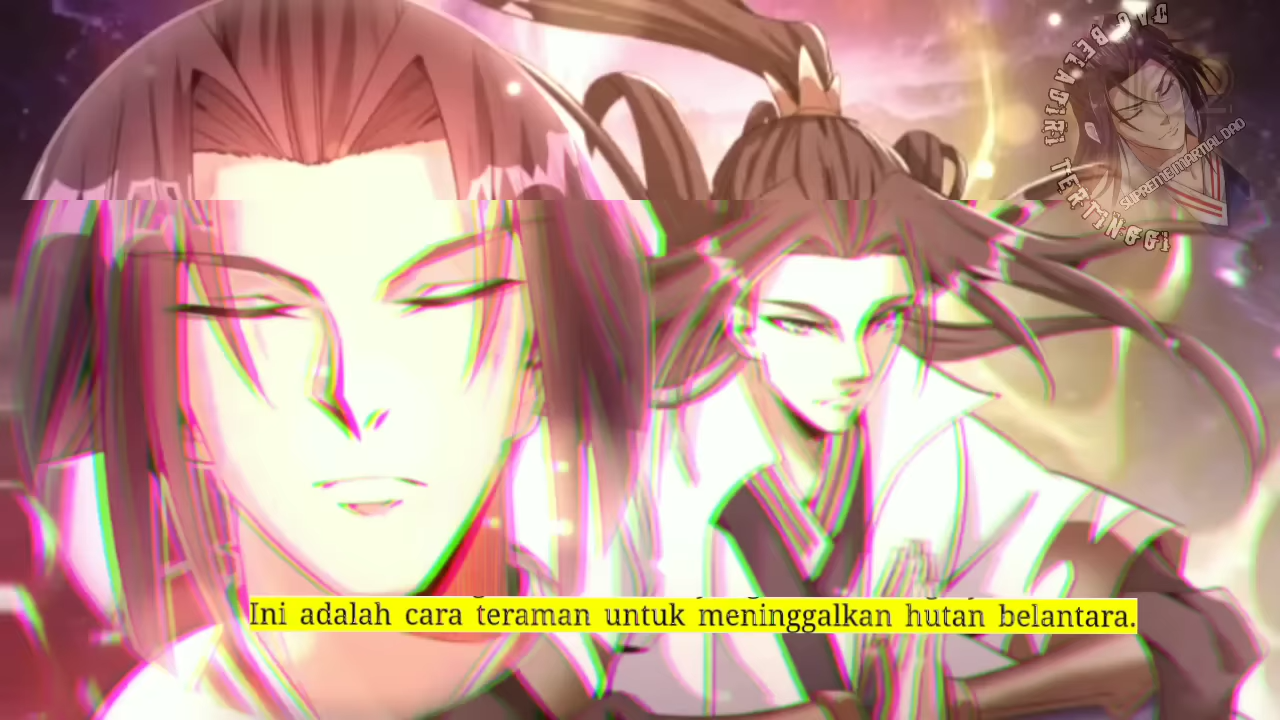 DAO BELADIRI TERTINGGI
SUPREME MARTIAL DAO
Ini adalah cara teraman untuk meninggalkan hutan belantara.